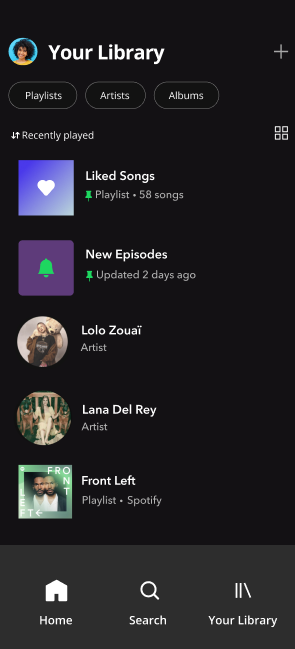 Your Library
Playlists Artists Albums
Recently played
Liked Songs
Playlist • 58 songs
New Episodes
Updated 2 days ago
Lolo Zouaï
Artist
Lana Del Rey
Artist
FRONT
LEFT
Front Left
Playlist • Spotify
Home Search Your Library